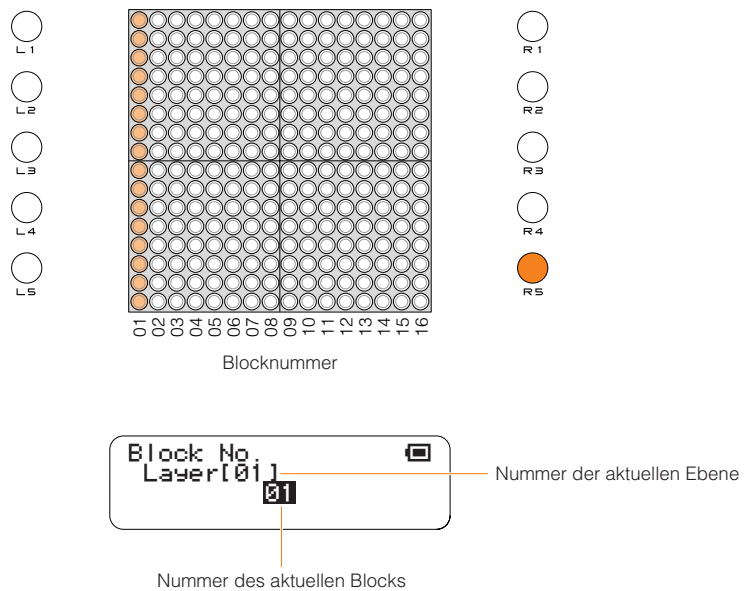 L1
R1
L2
R2
L3
R3
L4
R4
L5
R5
01 02 03 04 05 06 07 08 09 10 11 12 13 14 15 16
Blocknummer
Block No.
Layer[01]
01
Nummer der aktuellen Ebene
Nummer des aktuellen Blocks